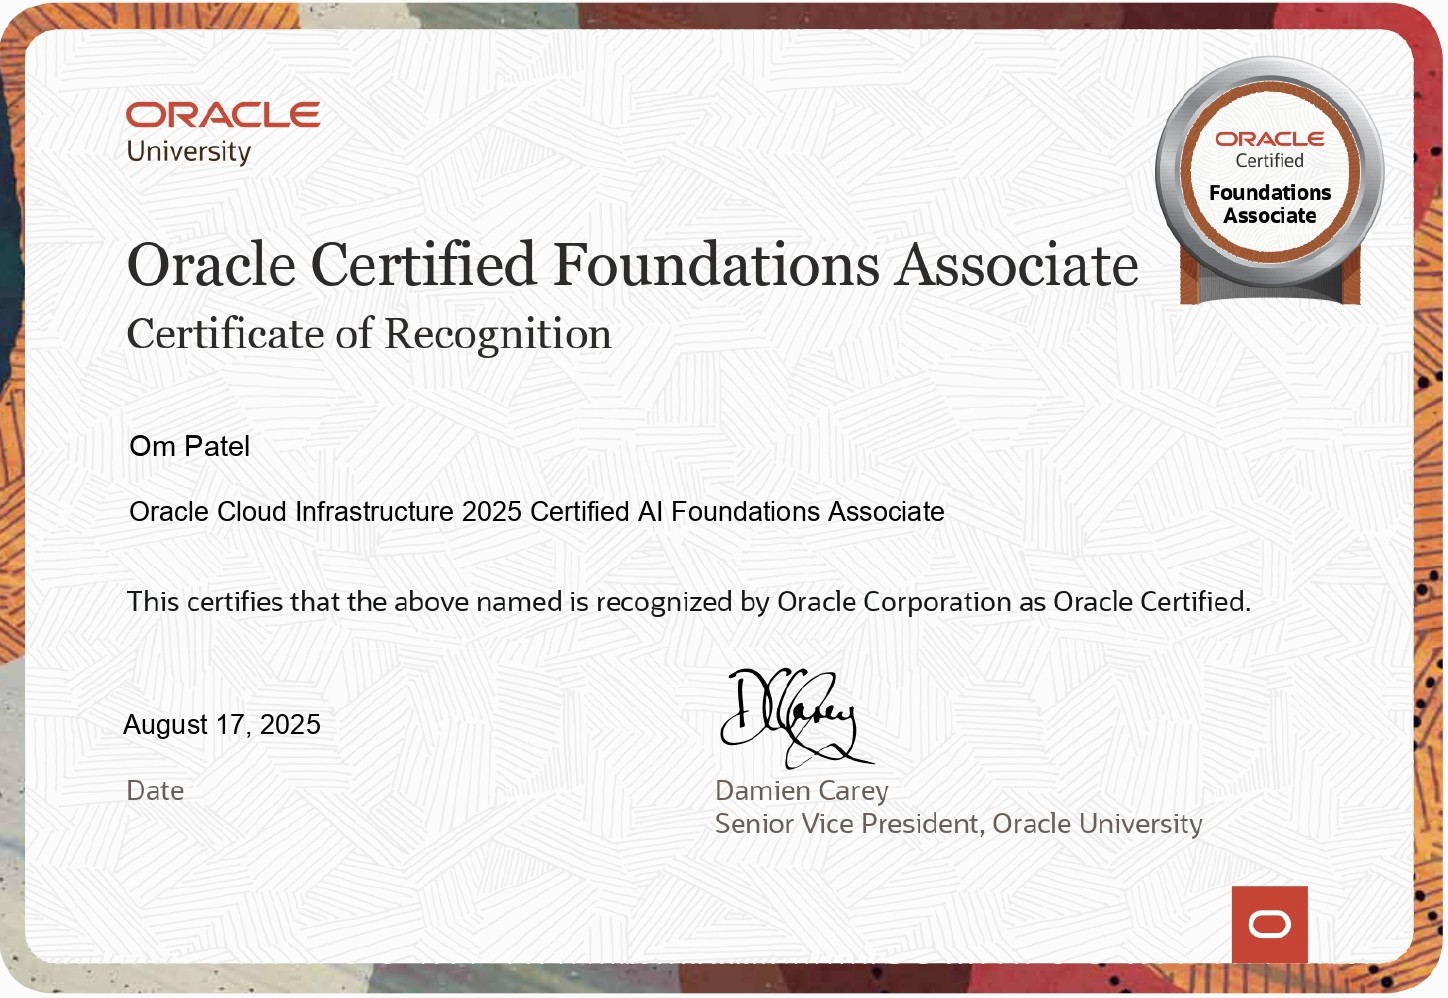 ORACLE
University
ORACLE
Certified
Foundations
Associate
Oracle Certified Foundations Associate
Certificate of Recognition
Om Patel
Oracle Cloud Infrastructure 2025 Certified AI Foundations Associate
This certifies that the above named is recognized by Oracle Corporation as Oracle Certified.
August 17, 2025
Date
DCarey
Damien Carey
Senior Vice President, Oracle University